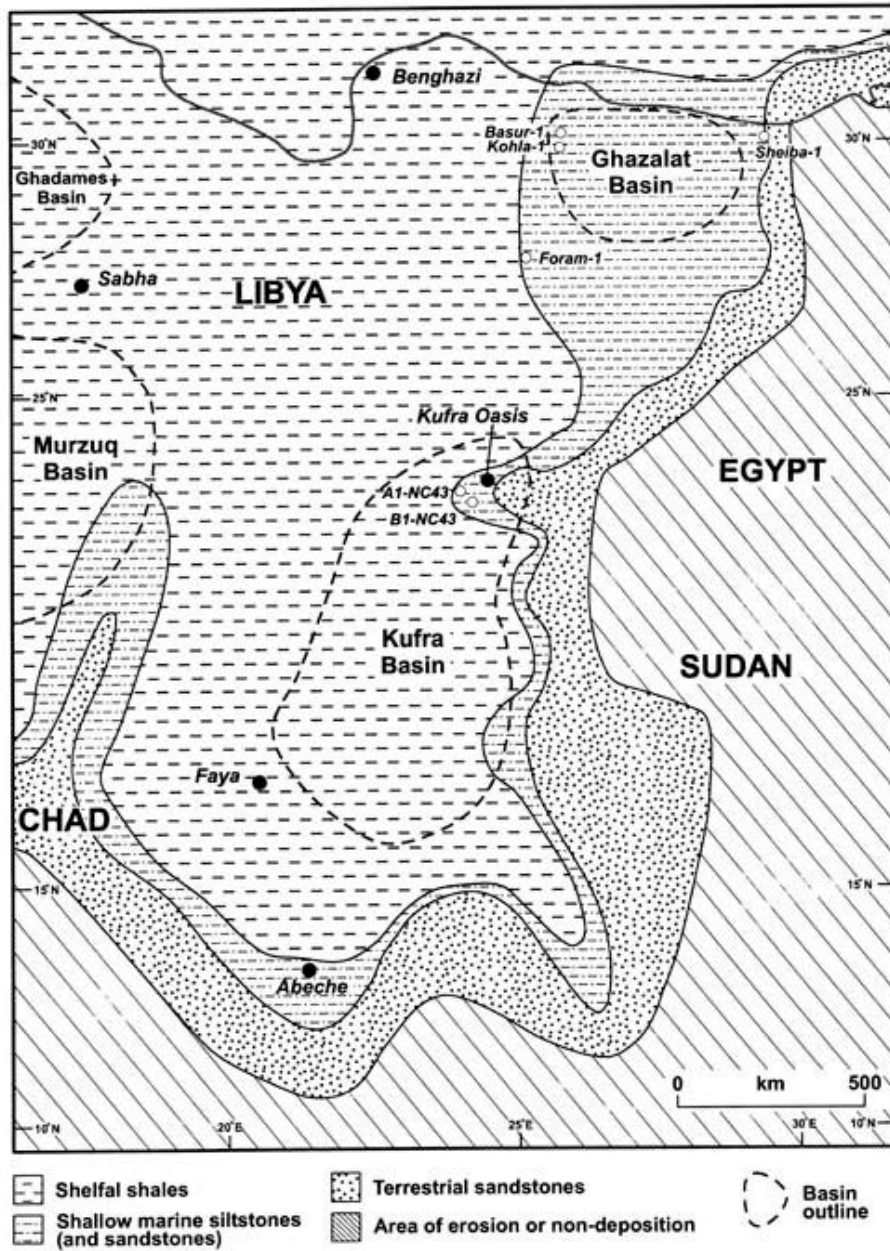 Benghazi
Basur-1
Kohla-1
30°N
30°N
Ghazalat
Basin
Sheiba-1
Ghadames
Basin
Foram-1
Sabha
LIBYA
25°N
25°N
Kufra Oasis
Murzuq
Basin
EGYPT
A1-NC43
B1-NC43
Kufra
Basin
SUDAN
Faya
CHAD
15°N
15°N
Abeche
0 km 500
10°N
20°E
25°E
30°E
10°N
Shelfal shales
Shallow marine siltstones
(and sandstones)
Terrestrial sandstones
Area of erosion or non-deposition
Basin
outline